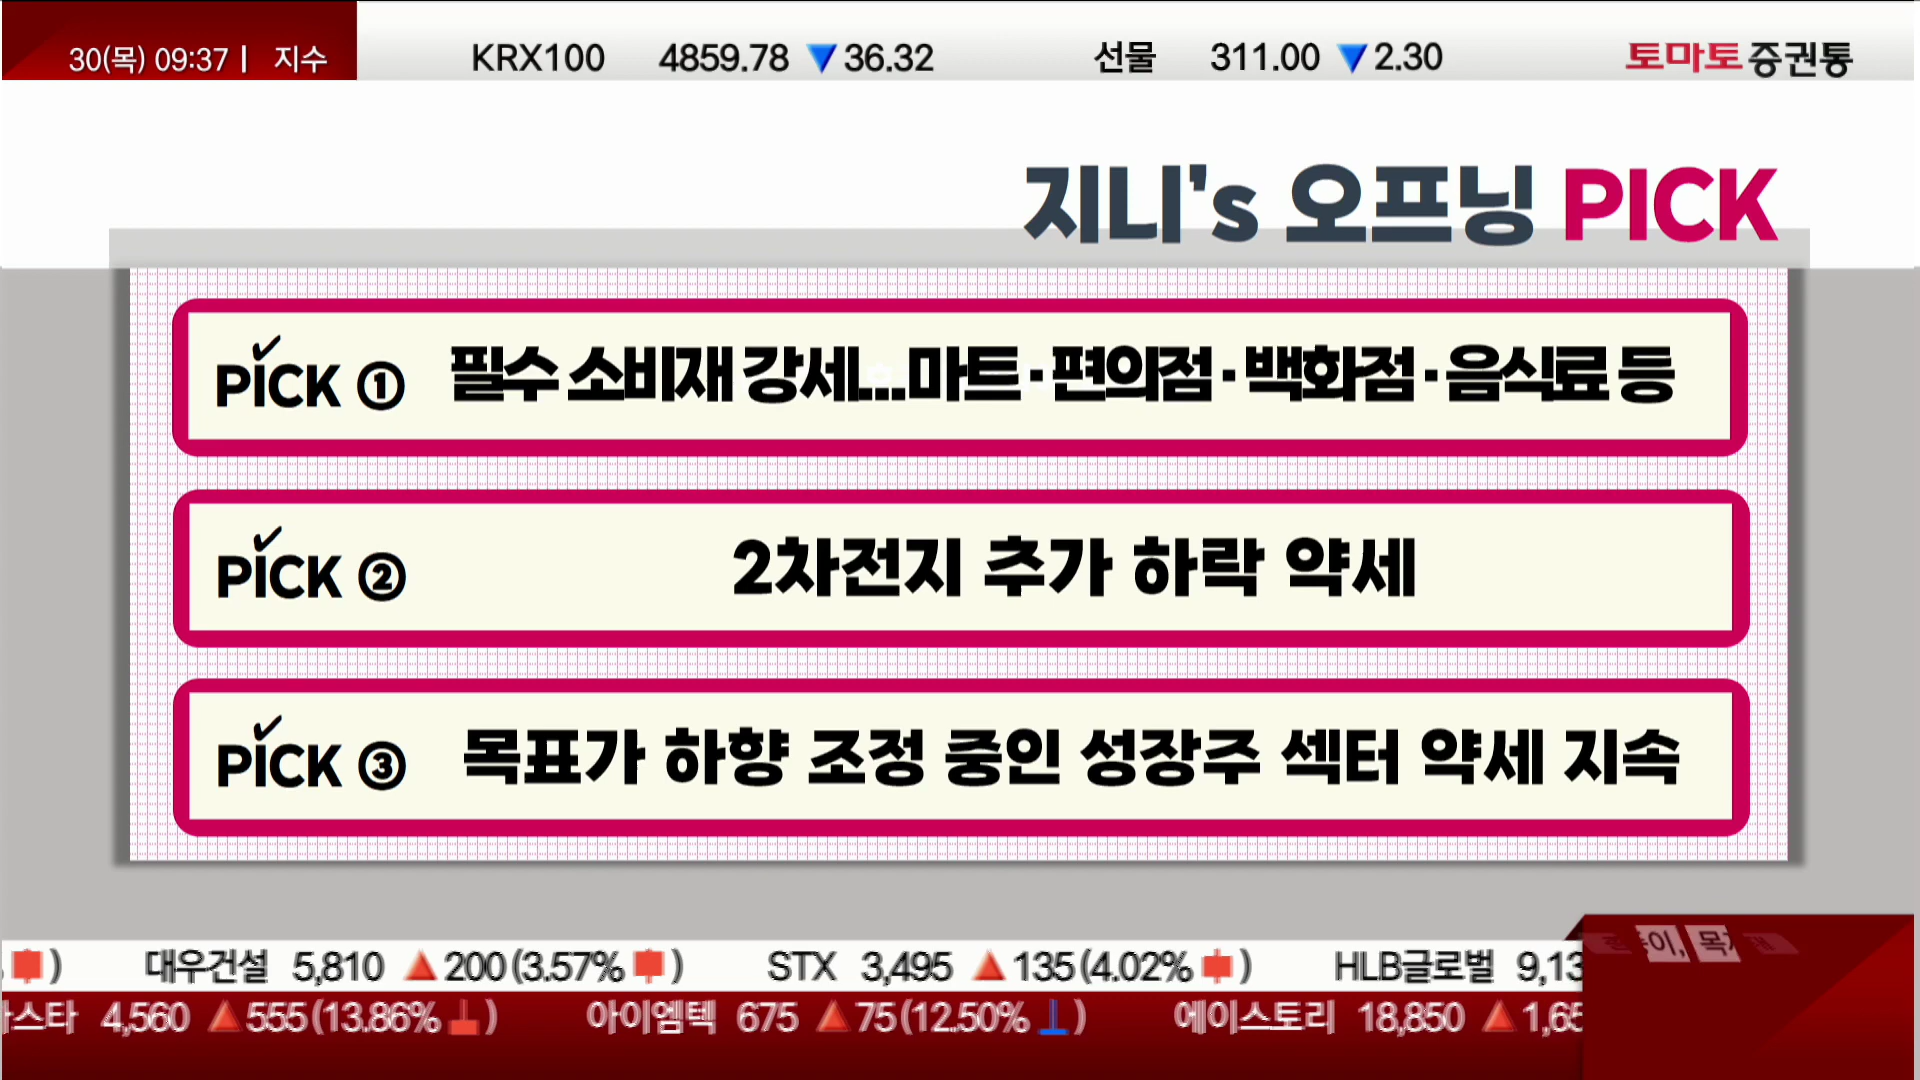 30(목) 09:37 | 지수 KRX100 4859.78 ▼36.32 선물 311.00 ▼2.30 토마토증권통
지니's 오프닝 PICK
PICK ① 필수 소비재 강세...마트·편의점·백화점·음식료 등
PICK ② 2차전지 추가 하락 약세
PICK ③ 목표가 하향 조정 중인 성장주 섹터 약세 지속
) 대우건설 5,810 ▲200(3.57% ) STX 3,495 ▲135(4.02% ) HLB글로벌 9,13
스타 4,560 ▲555(13.86% ) 아이엠텍 675 ▲75(12.50% ) 에이스토리 18,850 ▲1,65